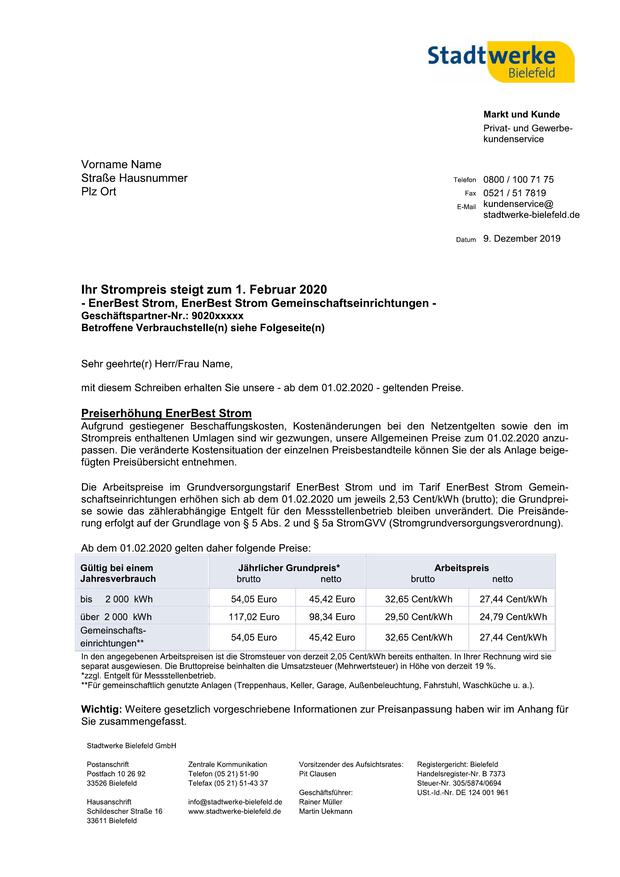 Stadtwerke
Bielefeld
Markt und Kunde
Privat- und Gewerbe-
kundenservice
Vorname Name
Straße Hausnummer
Plz Ort
Telefon 0800 / 100 71 75
Fax 0521 / 51 7819
E-Mail kundenservice@
stadtwerke-bielefeld.de
Datum 9. Dezember 2019
Ihr Strompreis steigt zum 1. Februar 2020
- EnerBest Strom, EnerBest Strom Gemeinschaftseinrichtungen -
Geschäftspartner-Nr.: 9020xxxxx
Betroffene Verbrauchstelle(n) siehe Folgeseite(n)
Sehr geehrte(r) Herr/Frau Name,
mit diesem Schreiben erhalten Sie unsere - ab dem 01.02.2020 - geltenden Preise.
Preiserhöhung EnerBest Strom
Aufgrund gestiegener Beschaffungskosten, Kostenänderungen bei den Netzentgelten sowie den im
Strompreis enthaltenen Umlagen sind wir gezwungen, unsere Allgemeinen Preise zum 01.02.2020 anzu-
passen. Die veränderte Kostensituation der einzelnen Preisbestandteile können Sie der als Anlage beige-
fügten Preisübersicht entnehmen.
Die Arbeitspreise im Grundversorgungstarif EnerBest Strom und im Tarif EnerBest Strom Gemein-
schaftseinrichtungen erhöhen sich ab dem 01.02.2020 um jeweils 2,53 Cent/kWh (brutto); die Grundprei-
se sowie das zählerabhängige Entgelt für den Messstellenbetrieb bleiben unverändert. Die Preisände-
rung erfolgt auf der Grundlage von § 5 Abs. 2 und § 5a StromGVV (Stromgrundversorgungsverordnung).
Ab dem 01.02.2020 gelten daher folgende Preise:
Gültig bei einem Jährlicher Grundpreis* Arbeitspreis
Jahresverbrauch brutto netto brutto netto
bis 2 000 kWh 54,05 Euro 45,42 Euro 32,65 Cent/kWh 27,44 Cent/kWh
über 2 000 kWh 117,02 Euro 98,34 Euro 29,50 Cent/kWh 24,79 Cent/kWh
Gemeinschafts-
einrichtungen** 54,05 Euro 45,42 Euro 32,65 Cent/kWh 27,44 Cent/kWh
In den angegebenen Arbeitspreisen ist die Stromsteuer von derzeit 2,05 Cent/kWh bereits enthalten. In Ihrer Rechnung wird sie
separat ausgewiesen. Die Bruttopreise beinhalten die Umsatzsteuer (Mehrwertsteuer) in Höhe von derzeit 19 %.
*zzgl. Entgelt für Messstellenbetrieb.
**Für gemeinschaftlich genutzte Anlagen (Treppenhaus, Keller, Garage, Außenbeleuchtung, Fahrstuhl, Waschküche u. a.).
Wichtig: Weitere gesetzlich vorgeschriebene Informationen zur Preisanpassung haben wir im Anhang für
Sie zusammengefasst.
Stadtwerke Bielefeld GmbH
Postanschrift
Postfach 10 26 92
33526 Bielefeld
Hausanschrift
Schildescher Straße 16
33611 Bielefeld
Zentrale Kommunikation
Telefon (05 21) 51-90
Telefax (05 21) 51-43 37
info@stadtwerke-bielefeld.de
www.stadtwerke-bielefeld.de
Vorsitzender des Aufsichtsrates:
Pit Clausen
Geschäftsführer:
Rainer Müller
Martin Uekmann
Registergericht: Bielefeld
Handelsregister-Nr. B 7373
Steuer-Nr. 305/5874/0694
USt.-Id.-Nr. DE 124 001 961